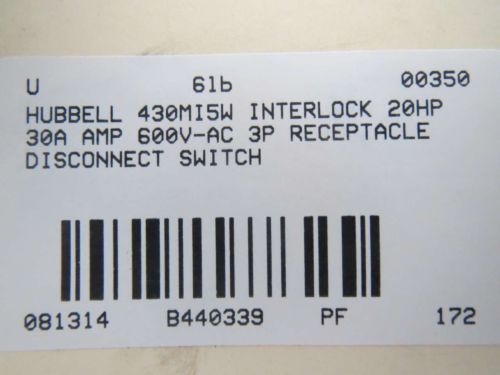 U 61b 00350
HUBBELL 430MI5W INTERLOCK 20HP
30A AMP 600V-AC 3P RECEPTACLE
DISCONNECT SWITCH
081314 B440339 PF 172